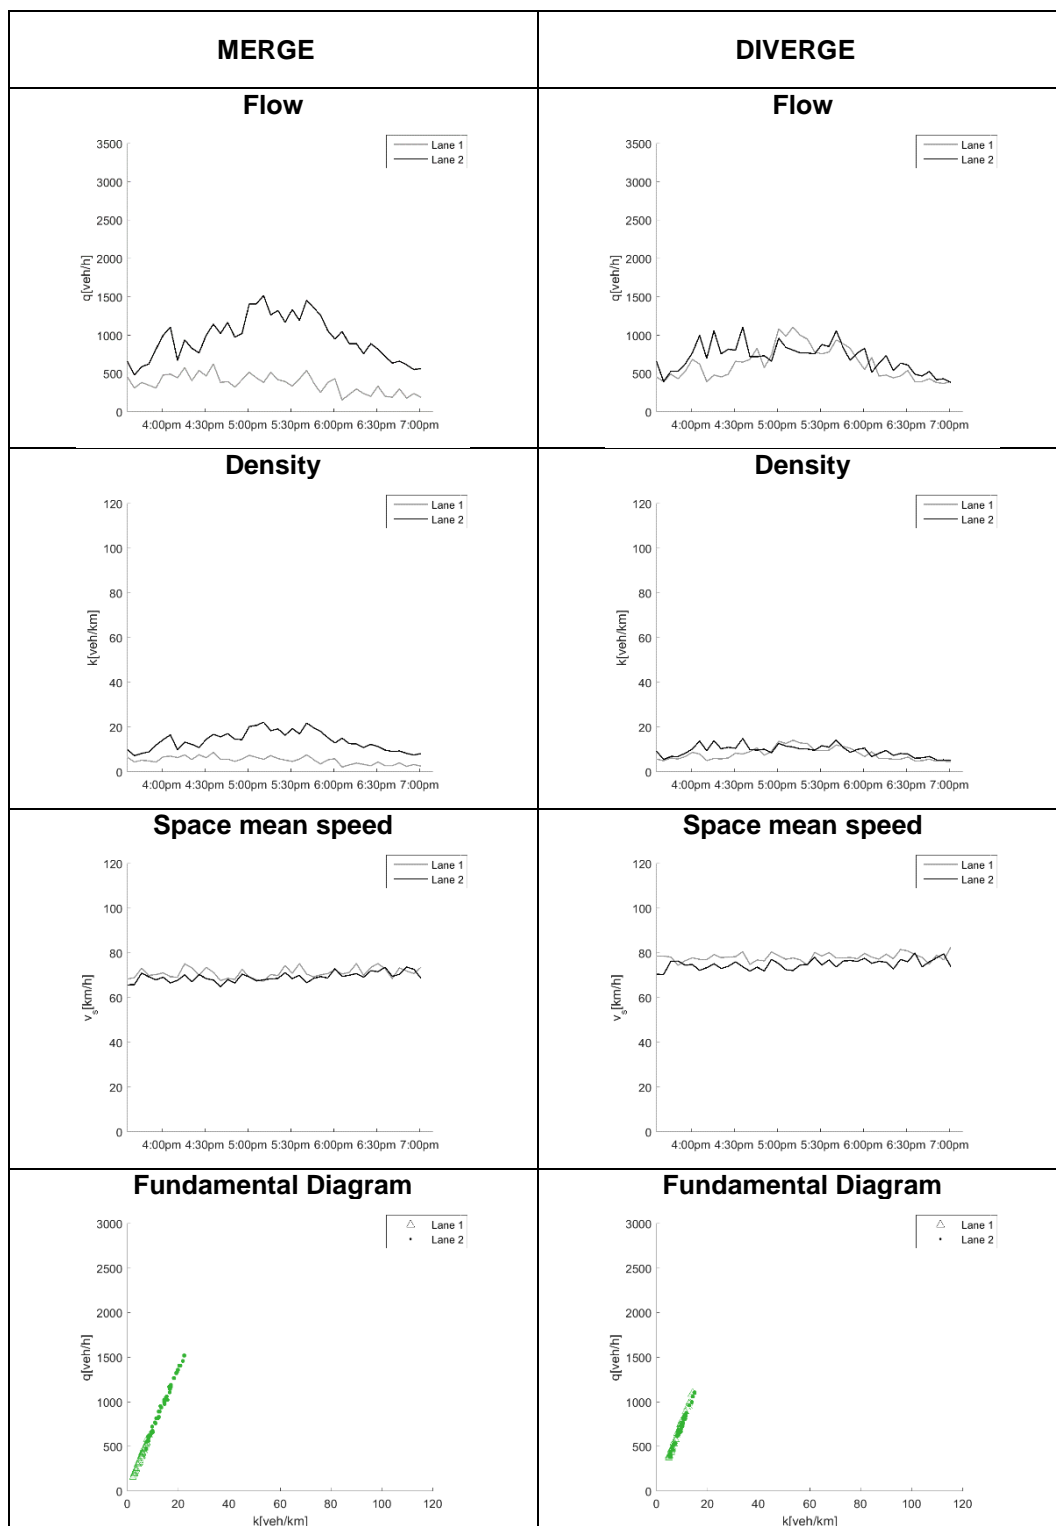 MERGE
DIVERGE
Flow
3500
3000
2500
2000
1500
1000
500
0
q[veh/h]
4:00pm 4:30pm 5:00pm 5:30pm 6:00pm 6:30pm 7:00pm
Lane 1
Lane 2
Flow
3500
3000
2500
2000
1500
1000
500
0
q[veh/h]
4:00pm 4:30pm 5:00pm 5:30pm 6:00pm 6:30pm 7:00pm
Lane 1
Lane 2
Density
120
100
80
60
40
20
0
k[veh/km]
4:00pm 4:30pm 5:00pm 5:30pm 6:00pm 6:30pm 7:00pm
Lane 1
Lane 2
Density
120
100
80
60
40
20
0
k[veh/km]
4:00pm 4:30pm 5:00pm 5:30pm 6:00pm 6:30pm 7:00pm
Lane 1
Lane 2
Space mean speed
120
100
80
60
40
20
0
v_s[km/h]
4:00pm 4:30pm 5:00pm 5:30pm 6:00pm 6:30pm 7:00pm
Lane 1
Lane 2
Space mean speed
120
100
80
60
40
20
0
v_s[km/h]
4:00pm 4:30pm 5:00pm 5:30pm 6:00pm 6:30pm 7:00pm
Lane 1
Lane 2
Fundamental Diagram
3000
2500
2000
1500
1000
500
0
q[veh/h]
0 20 40 60 80 100 120
k[veh/km]
Lane 1
Lane 2
Fundamental Diagram
3000
2500
2000
1500
1000
500
0
q[veh/h]
0 20 40 60 80 100 120
k[veh/km]
Lane 1
Lane 2